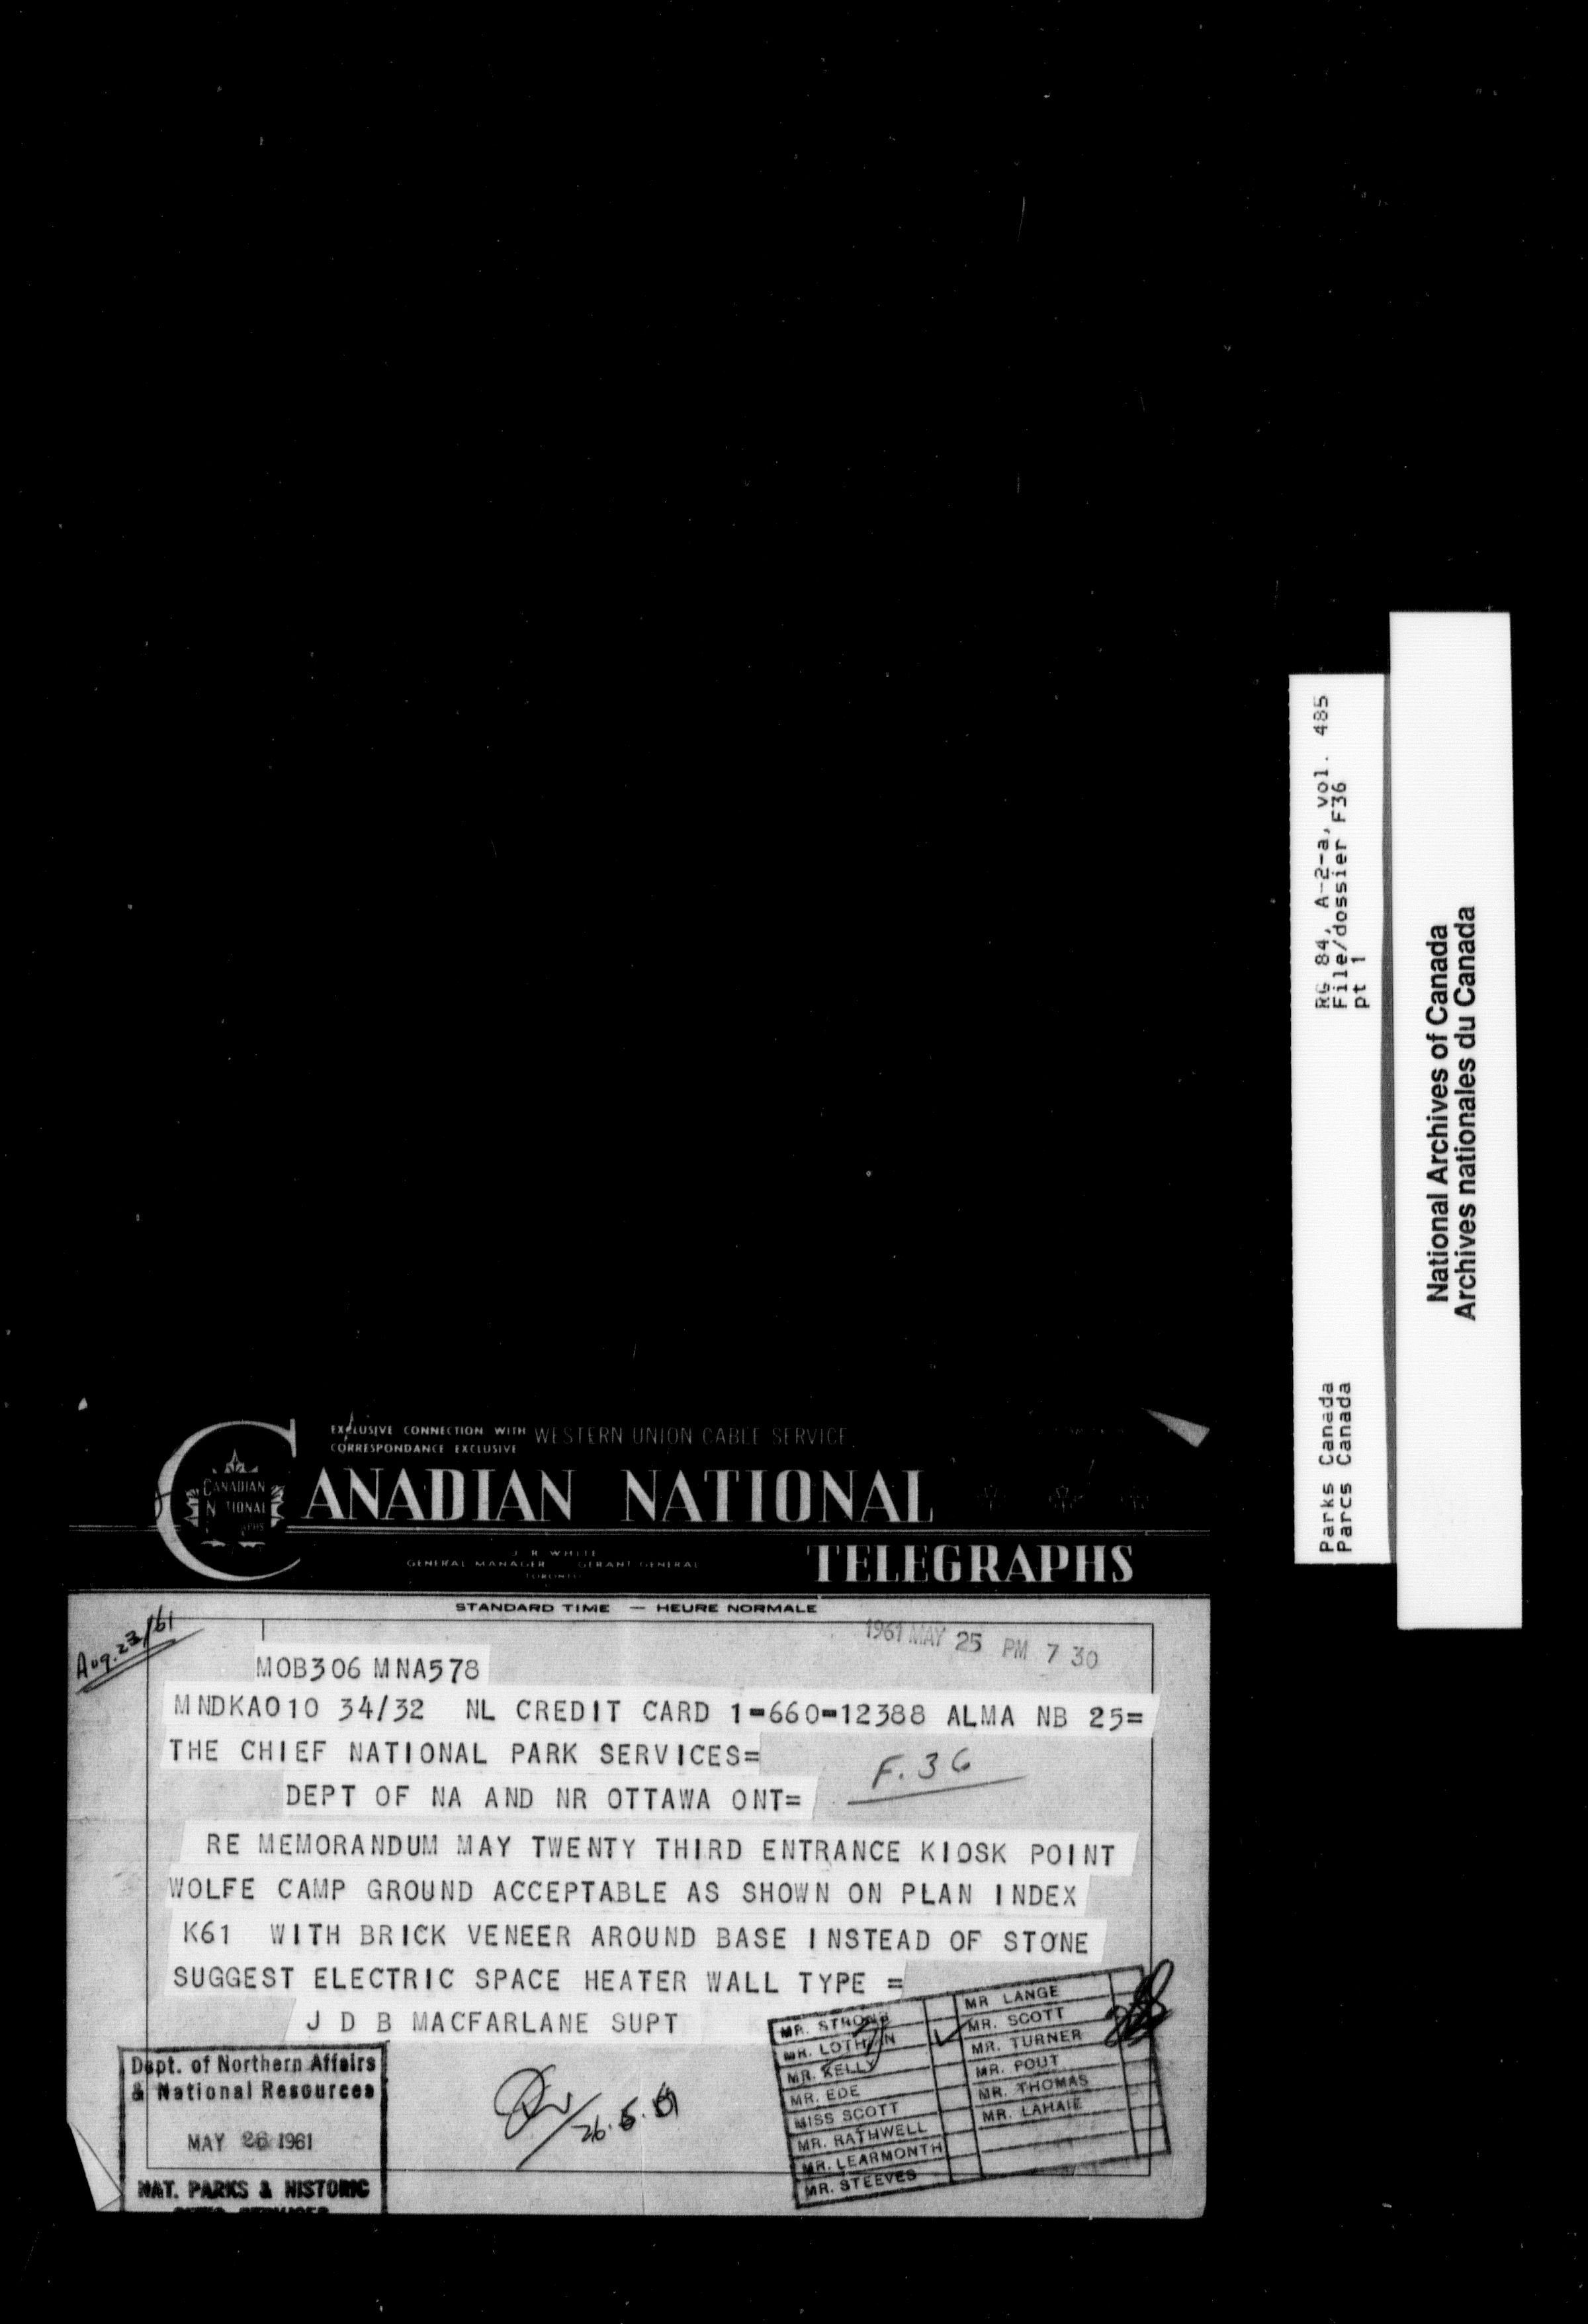 EXCLUSIVE CONNECTION WITH WESTERN UNION CABLE SERVICE
CORRESPONDANCE EXCLUSIVE
CANADIAN NATIONAL
CANADIAN
TELEGRAPHS
J. R. WHITE
GENERAL MANAGER GERANT GENERAL
TORONTO
STANDARD TIME — HEURE NORMALE
Aug. 23/61
1961 MAY 25 PM 7 30
MOB306 MNA578
MNDKA010 34/32 NL CREDIT CARD 1-660-12388 ALMA NB 25=
THE CHIEF NATIONAL PARK SERVICES=
F.36
DEPT OF NA AND NR OTTAWA ONT=
RE MEMORANDUM MAY TWENTY THIRD ENTRANCE KIOSK POINT
WOLFE CAMP GROUND ACCEPTABLE AS SHOWN ON PLAN INDEX
K61 WITH BRICK VENEER AROUND BASE INSTEAD OF STONE
SUGGEST ELECTRIC SPACE HEATER WALL TYPE =
J D B MACFARLANE SUPT
Dept. of Northern Affairs
& National Resources
MAY 26 1961
NAT. PARKS & HISTORIC
26.5.61
MR. STRONG
MR. LOTHIAN
MR. KELLY
MR. EDE
MISS SCOTT
MR. RATHWELL
MR. LEARMONTH
MR. STEEVES
MR LANGE
MR. SCOTT
MR. TURNER
MR. POUT
MR. THOMAS
MR. LAHAIE
RG 84, A-2-a, vol. 485
File/dossier F36
pt 1
Parks Canada
Parcs Canada
National Archives of Canada
Archives nationales du Canada